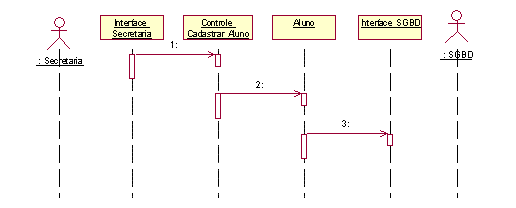 Interface
Secretaria
Controle
Cadastrar Aluno
Aluno
Interface SGBD
: Secretaria
: SGBD
1:
2:
3: